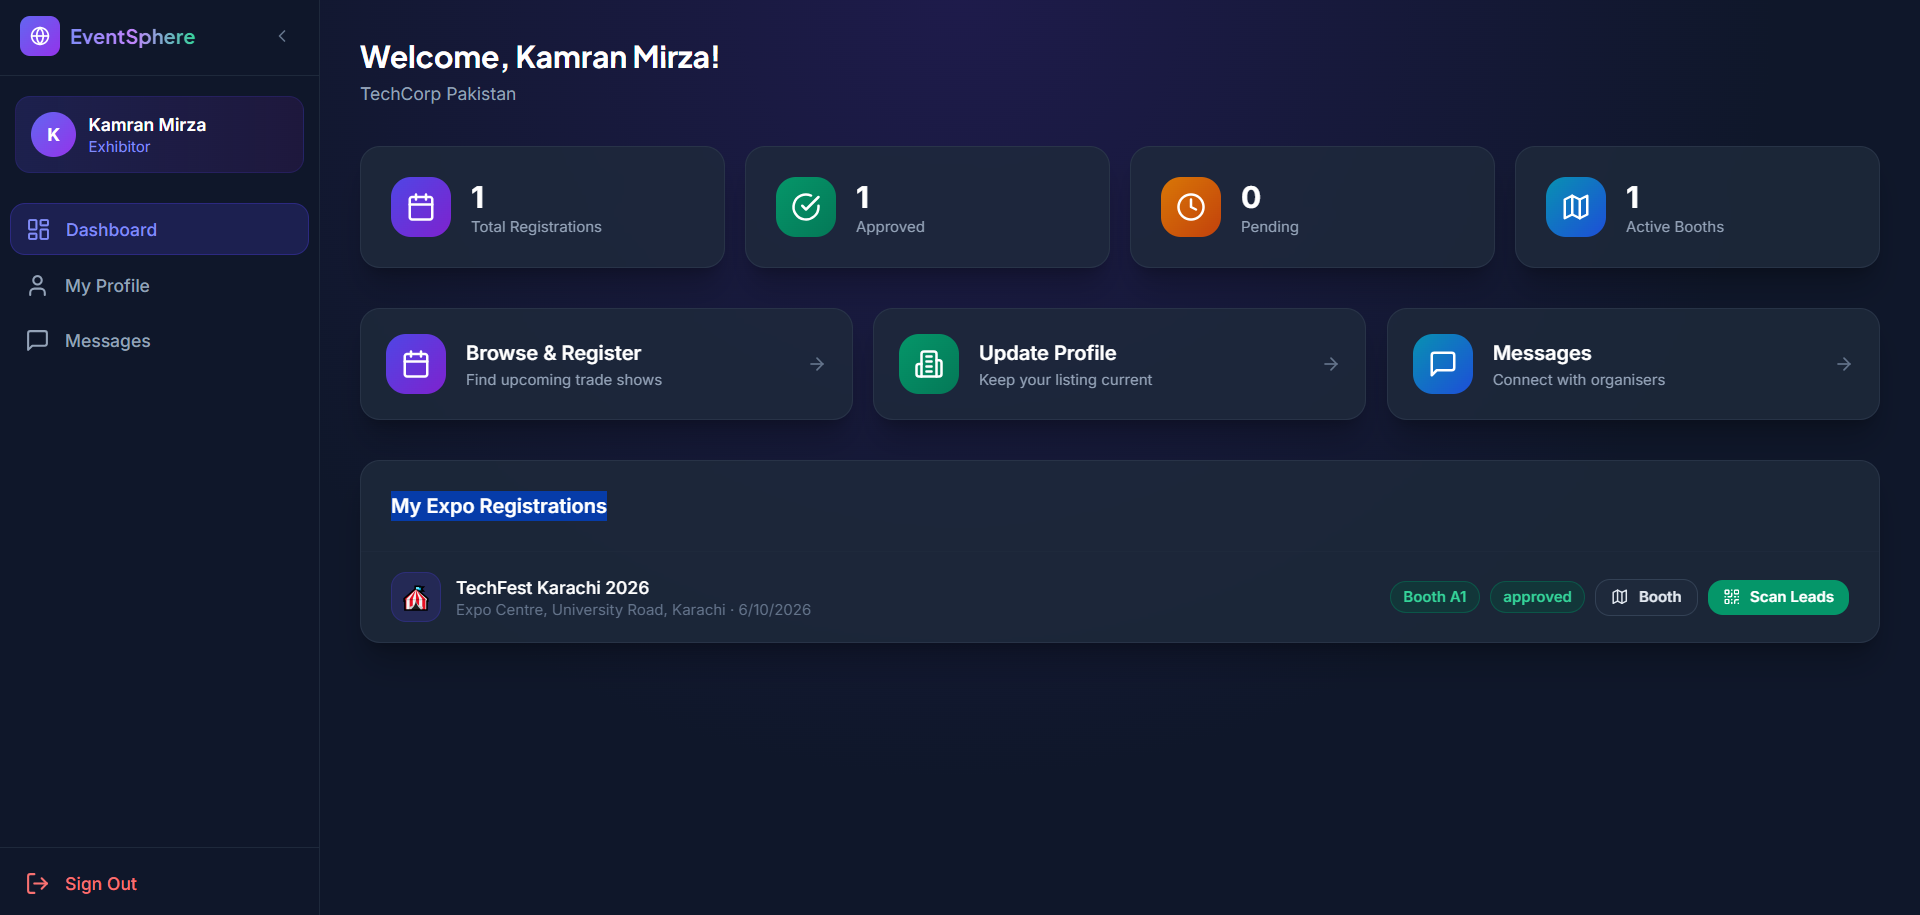 EventSphere
K
Kamran Mirza
Exhibitor
Dashboard
My Profile
Messages
Sign Out
Welcome, Kamran Mirza!
TechCorp Pakistan
1
Total Registrations
1
Approved
0
Pending
1
Active Booths
Browse & Register
Find upcoming trade shows
Update Profile
Keep your listing current
Messages
Connect with organisers
My Expo Registrations
TechFest Karachi 2026
Expo Centre, University Road, Karachi · 6/10/2026
Booth A1
approved
Booth
Scan Leads